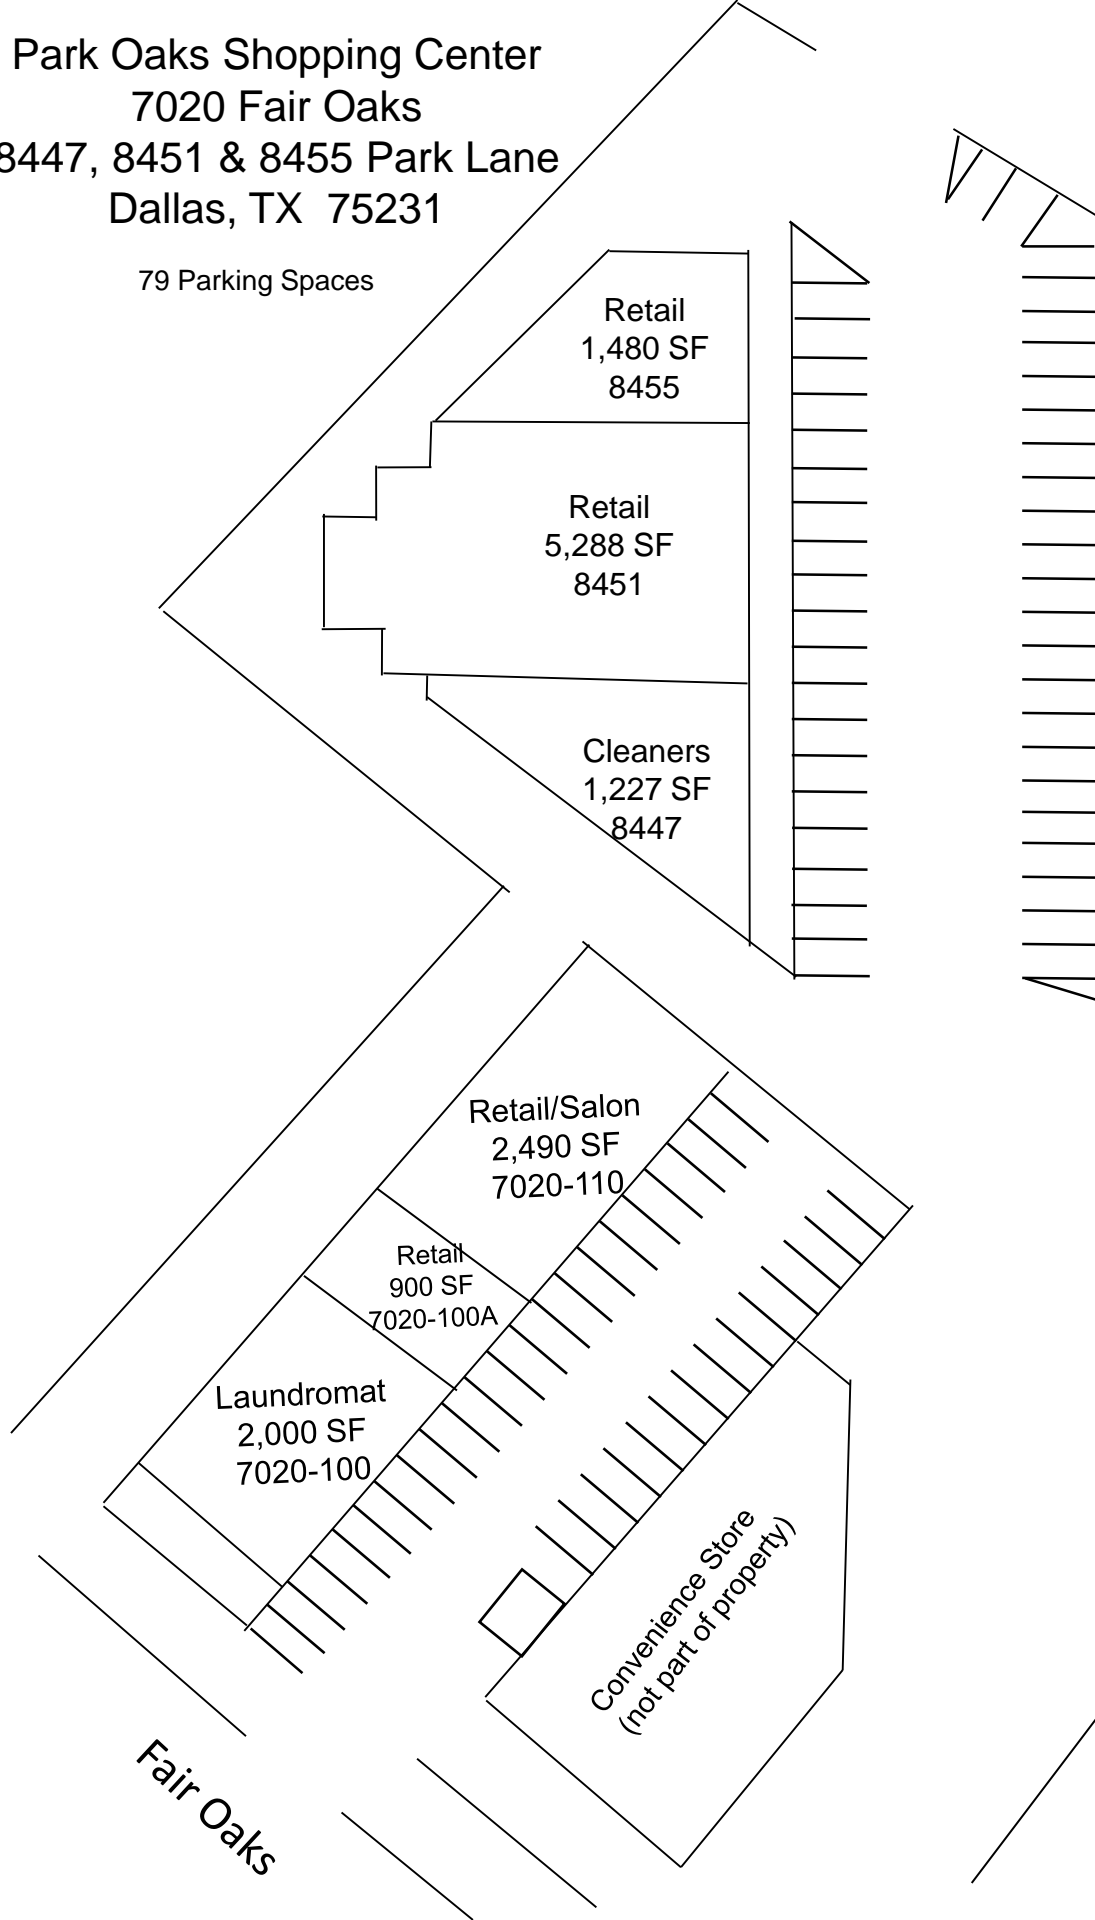 Park Oaks Shopping Center
7020 Fair Oaks
8447, 8451 & 8455 Park Lane
Dallas, TX  75231
79 Parking Spaces
Retail
1,480 SF
8455
Retail
5,288 SF
8451
Cleaners
1,227 SF
8447
Retail/Salon
2,490 SF
7020-110
Retail
900 SF
7020-100A
Laundromat
2,000 SF
7020-100
Convenience Store
(not part of property)
Fair Oaks